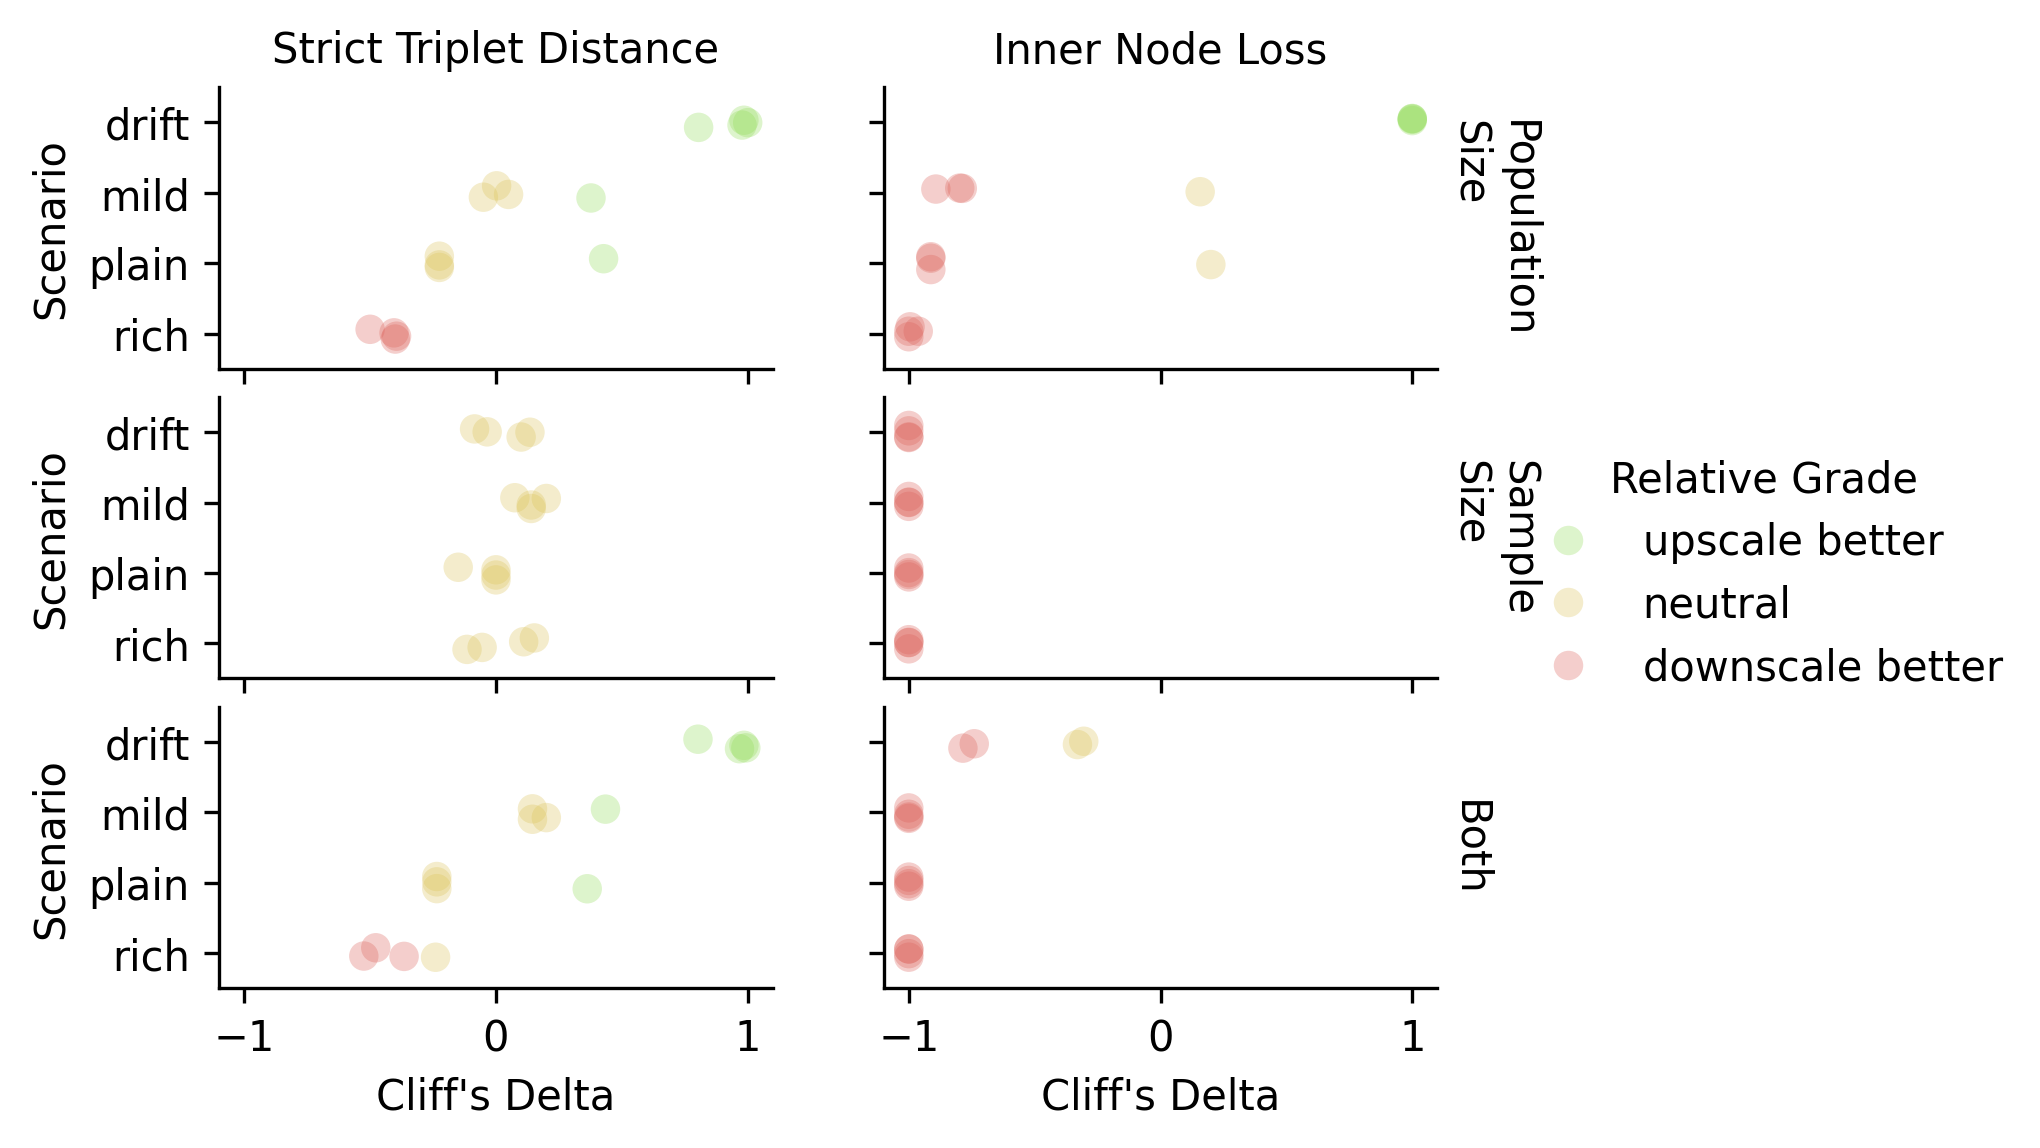 Strict Triplet Distance
Inner Node Loss
Scenario
drift
mild
plain
rich
Population
Size
Scenario
drift
mild
plain
rich
Sample
Size
Relative Grade
upscale better
neutral
downscale better
Scenario
drift
mild
plain
rich
Both
−1
0
1
−1
0
1
Cliff's Delta
Cliff's Delta